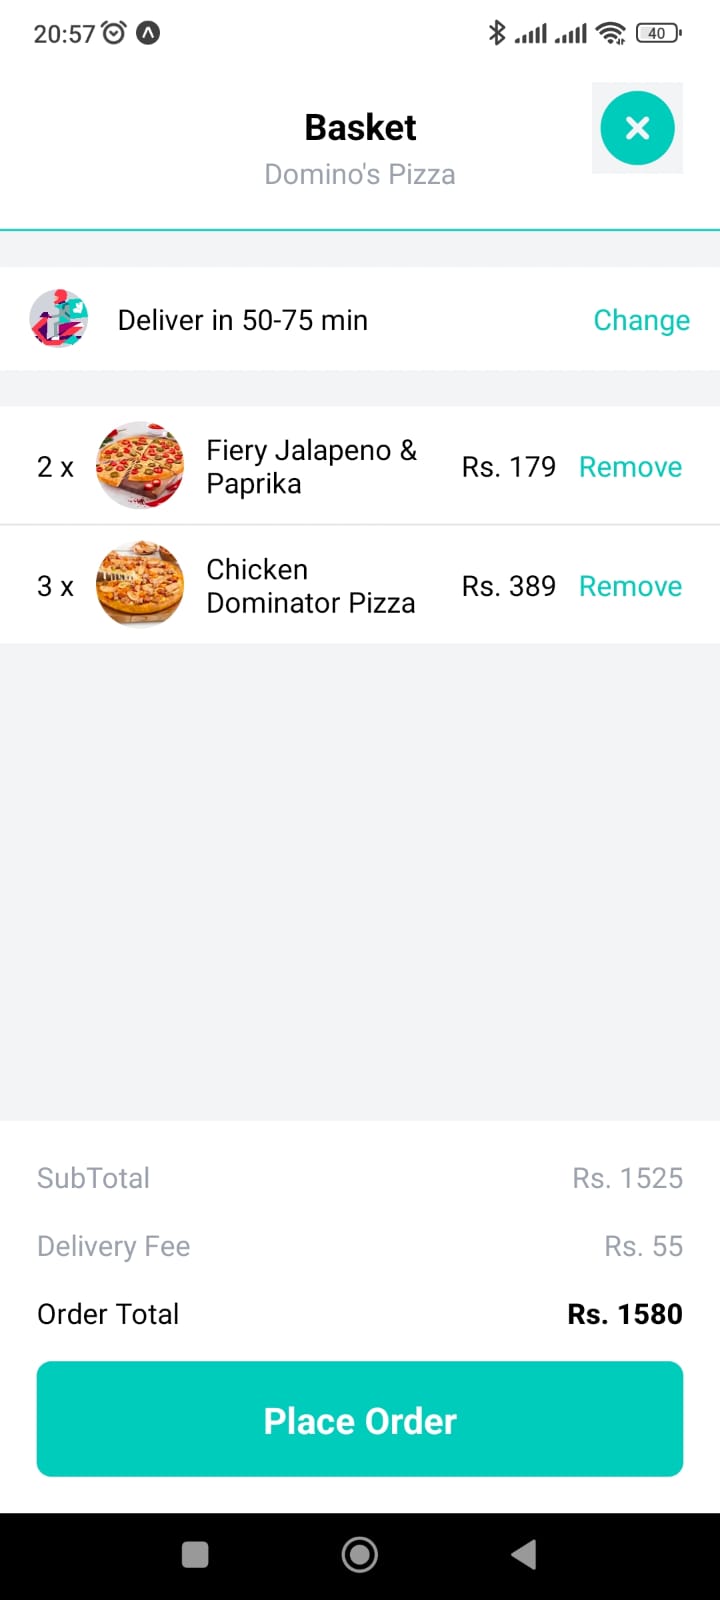 20:57
40
Basket
Domino's Pizza
Deliver in 50-75 min
Change
2 x
Fiery Jalapeno &
Paprika
Rs. 179
Remove
3 x
Chicken
Dominator Pizza
Rs. 389
Remove
SubTotal
Rs. 1525
Delivery Fee
Rs. 55
Order Total
Rs. 1580
Place Order